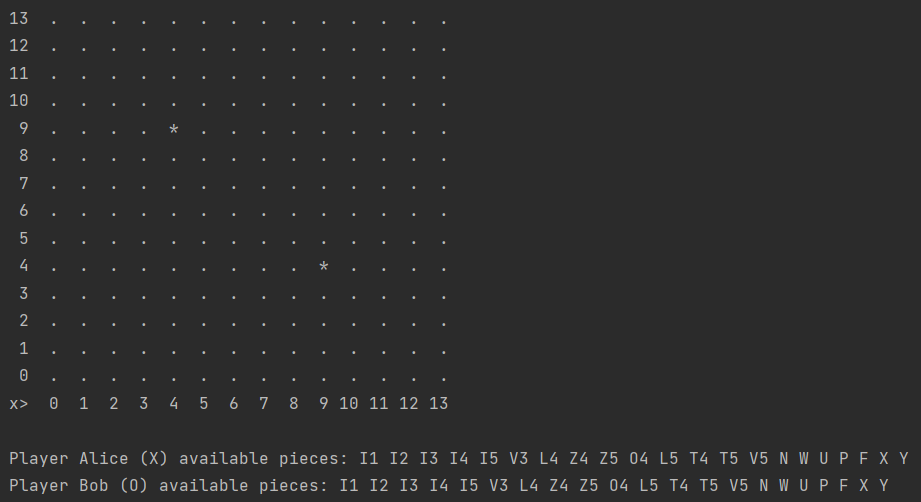 13 . . . . . . . . . . . . . .
12 . . . . . . . . . . . . . .
11 . . . . . . . . . . . . . .
10 . . . . . . . . . . . . . .
9 . . . . * . . . . . . . . .
8 . . . . . . . . . . . . . .
7 . . . . . . . . . . . . . .
6 . . . . . . . . . . . . . .
5 . . . . . . . . . . . . . .
4 . . . . . . . . . * . . . .
3 . . . . . . . . . . . . . .
2 . . . . . . . . . . . . . .
1 . . . . . . . . . . . . . .
0 . . . . . . . . . . . . . .
x> 0 1 2 3 4 5 6 7 8 9 10 11 12 13
Player Alice (X) available pieces: I1 I2 I3 I4 I5 V3 L4 Z4 Z5 O4 L5 T4 T5 V5 N W U P F X Y
Player Bob (O) available pieces: I1 I2 I3 I4 I5 V3 L4 Z4 Z5 O4 L5 T4 T5 V5 N W U P F X Y